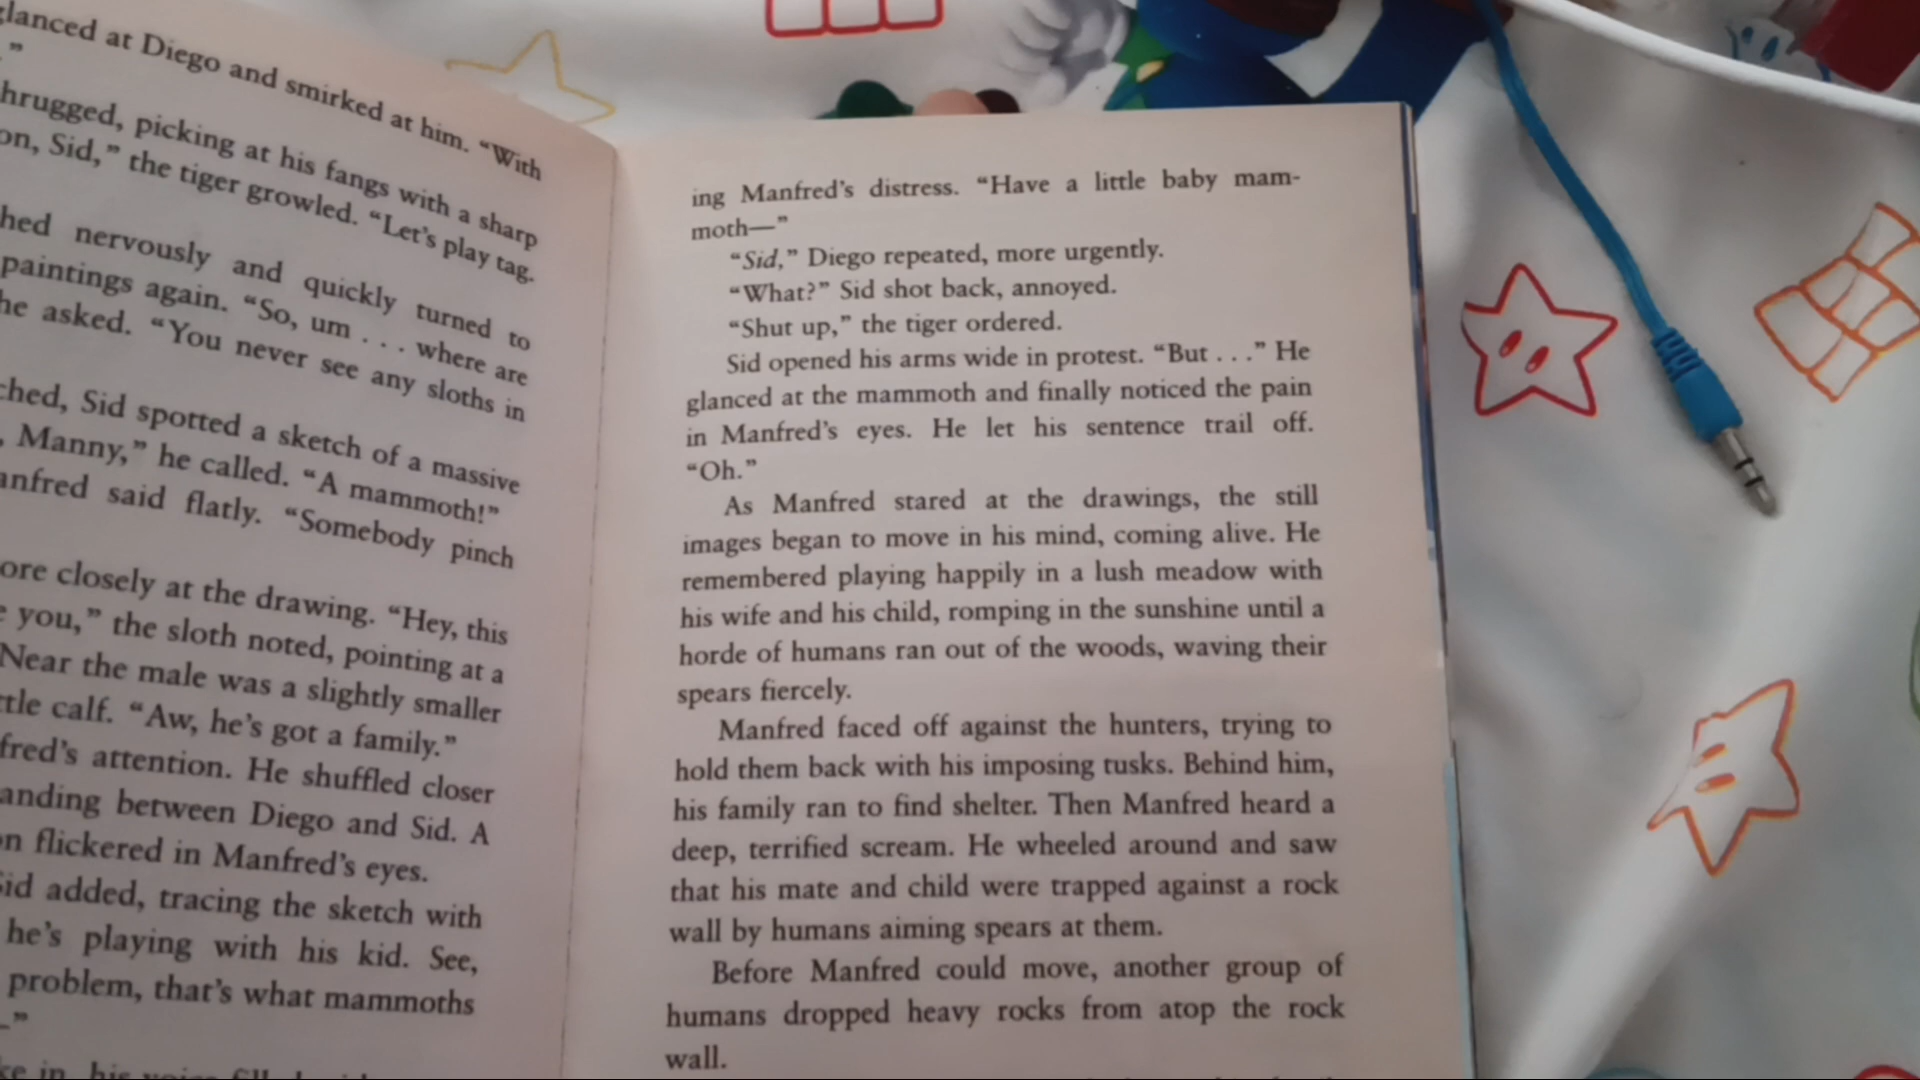 glanced at Diego and smirked at him. “With
.”
hrugged, picking at his fangs with a sharp
on, Sid,” the tiger growled. “Let’s play tag.
hed nervously and quickly turned to
paintings again. “So, um . . . where are
he asked. “You never see any sloths in
ched, Sid spotted a sketch of a massive
, Manny,” he called. “A mammoth!”
anfred said flatly. “Somebody pinch
ore closely at the drawing. “Hey, this
e you,” the sloth noted, pointing at a
Near the male was a slightly smaller
ttle calf. “Aw, he’s got a family.”
fred’s attention. He shuffled closer
anding between Diego and Sid. A
on flickered in Manfred’s eyes.
Sid added, tracing the sketch with
he’s playing with his kid. See,
problem, that’s what mammoths
—”
ing Manfred’s distress. “Have a little baby mam-
moth—”
“Sid,” Diego repeated, more urgently.
“What?” Sid shot back, annoyed.
“Shut up,” the tiger ordered.
Sid opened his arms wide in protest. “But . . .” He
glanced at the mammoth and finally noticed the pain
in Manfred’s eyes. He let his sentence trail off.
“Oh.”
As Manfred stared at the drawings, the still
images began to move in his mind, coming alive. He
remembered playing happily in a lush meadow with
his wife and his child, romping in the sunshine until a
horde of humans ran out of the woods, waving their
spears fiercely.
Manfred faced off against the hunters, trying to
hold them back with his imposing tusks. Behind him,
his family ran to find shelter. Then Manfred heard a
deep, terrified scream. He wheeled around and saw
that his mate and child were trapped against a rock
wall by humans aiming spears at them.
Before Manfred could move, another group of
humans dropped heavy rocks from atop the rock
wall.